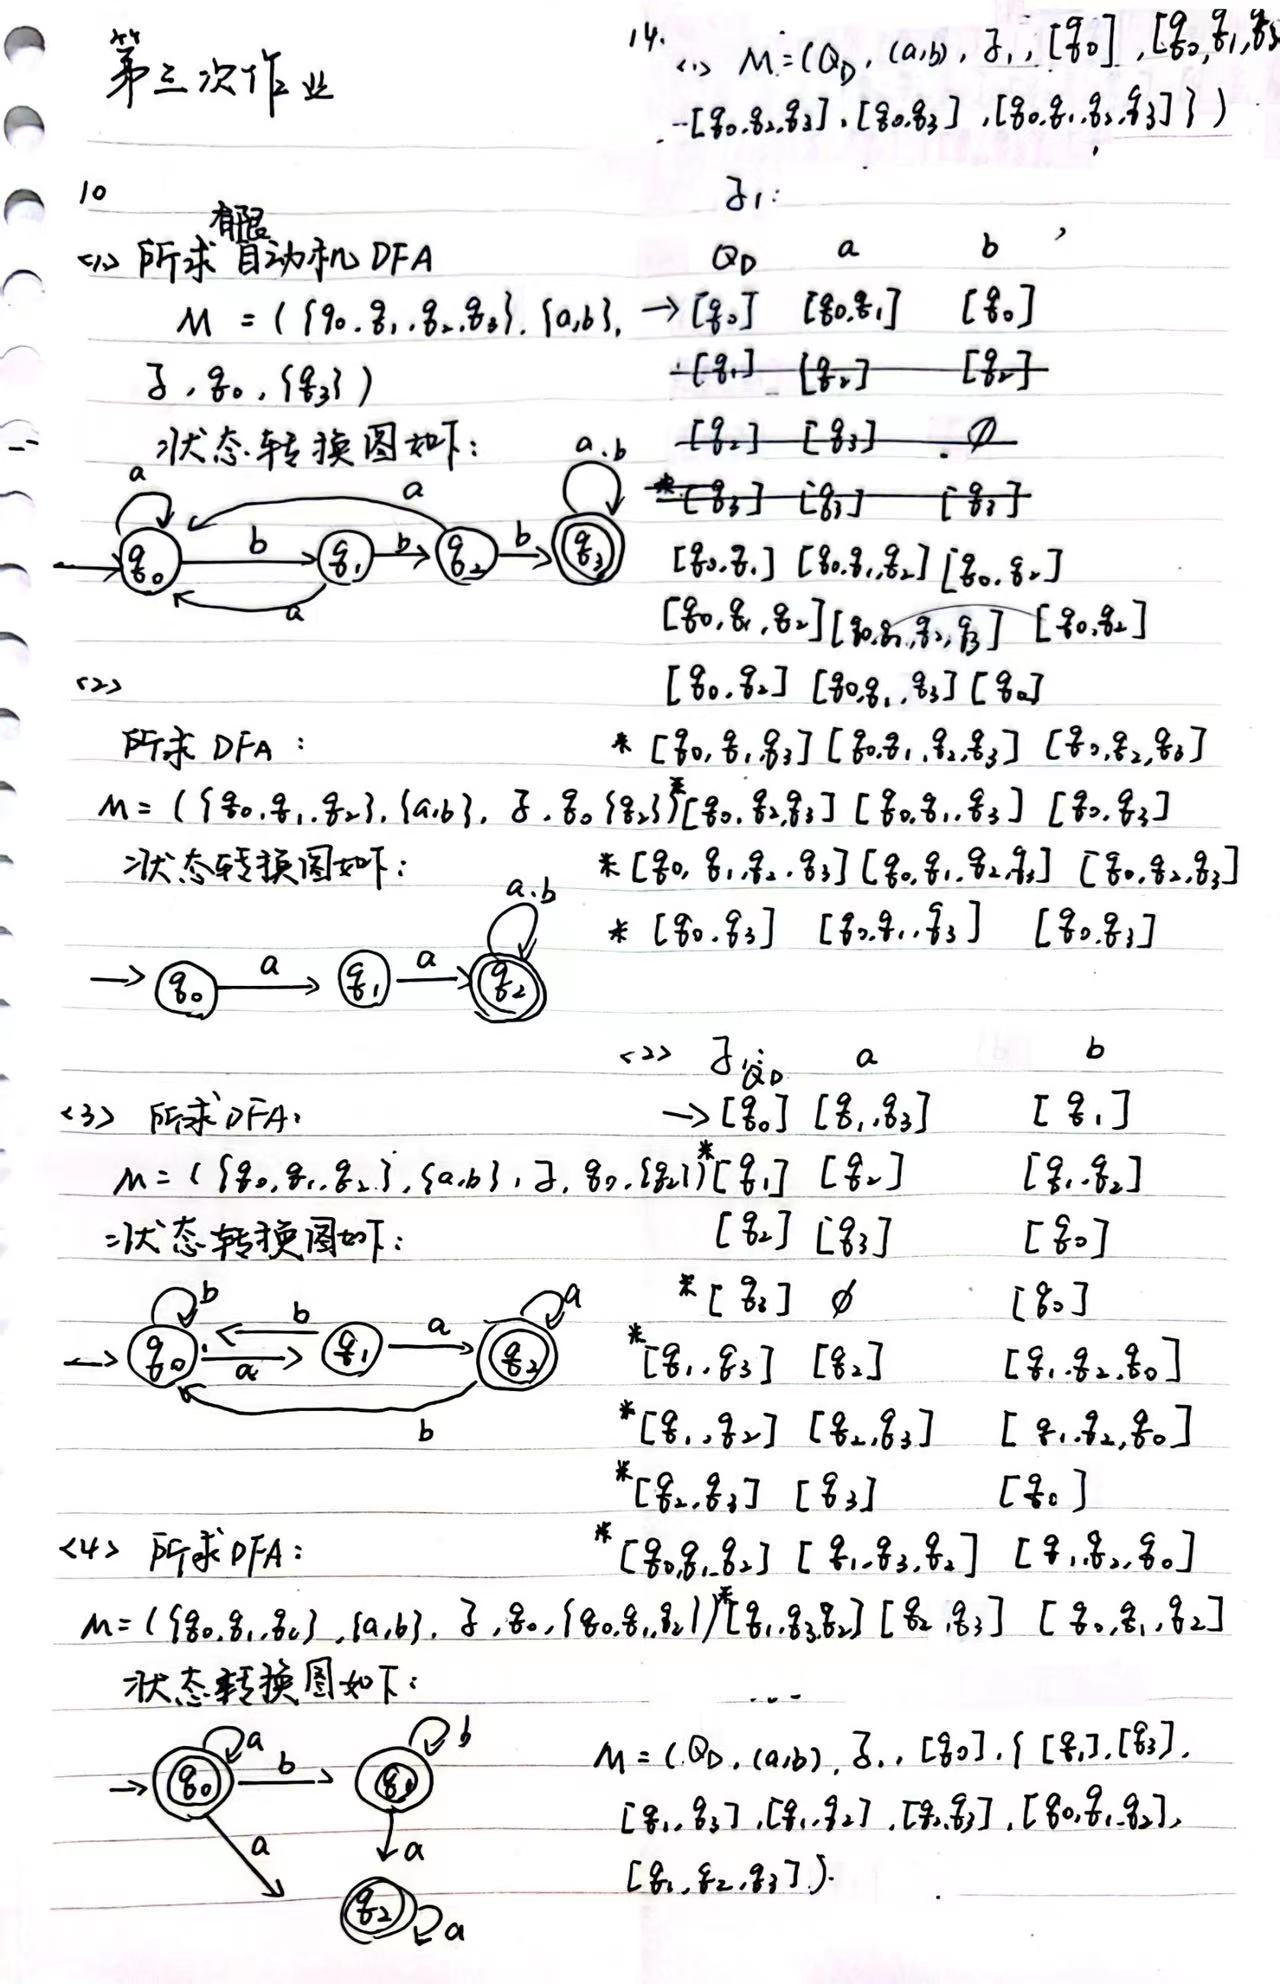 第三次作业
10
<1> 所求有限自动机DFA
M = ({q0,q1,q2,q3},{a,b},
δ,q0,{q3})
状态转换图如下:
a
a
a,b
q0 b q1 b q2 b q3
a
<2>
所求 DFA:
M=({q0,q1,q2},{a,b},δ,q0,{q2})
状态转换图如下:
a,b
q0 a q1 a q2
<3> 所求DFA:
M=({q0,q1,q2},{a,b},δ,q0,{q2})
状态转换图如下:
b
a
b
q0 a q1 a q2
b
<4> 所求DFA:
M=({q0,q1,q2},{a,b},δ,q0,{q0,q1,q2})
状态转换图如下:
a
b
q0 b
a
a
q2 a
14.
<1> M=(QD,(a,b),δ1,[q0],[q0,q1,q3
[q0,q2,q3],[q0,q3],[q0,q1,q2,q3]})
δ1:
QD a b
→[q0] [q0,q1] [q0]
[q1] [q2] [q2]
[q2] [q3] ∅
*[q3] [q3] [q3]
[q0,q1] [q0,q1,q2] [q0,q2]
[q0,q1,q2] [q0,q1,q2,q3] [q0,q2]
[q0,q2] [q0,q1,q3] [q0]
* [q0,q1,q3] [q0,q1,q2,q3] [q0,q2,q3]
* [q0,q2,q3] [q0,q1,q3] [q0,q3]
* [q0,q1,q2,q3] [q0,q1,q2,q3] [q0,q2,q3]
* [q0,q3] [q0,q1,q3] [q0,q3]
<2> δ1 QD a b
→[q0] [q1,q3] [q1]
*[q1] [q2] [q1,q2]
[q2] [q3] [q0]
*[q3] ∅ [q0]
*[q1,q3] [q2] [q1,q2,q0]
*[q1,q2] [q2,q3] [q1,q2,q0]
*[q2,q3] [q3] [q0]
*[q0,q1,q2] [q1,q3,q2] [q1,q2,q0]
*[q1,q3,q2] [q2,q3] [q0,q1,q2]
M=(QD,(a,b),δ1,[q0],{[q1],[q3],
[q1,q3],[q1,q2],[q2,q3],[q0,q1,q2],
[q1,q2,q3]}).